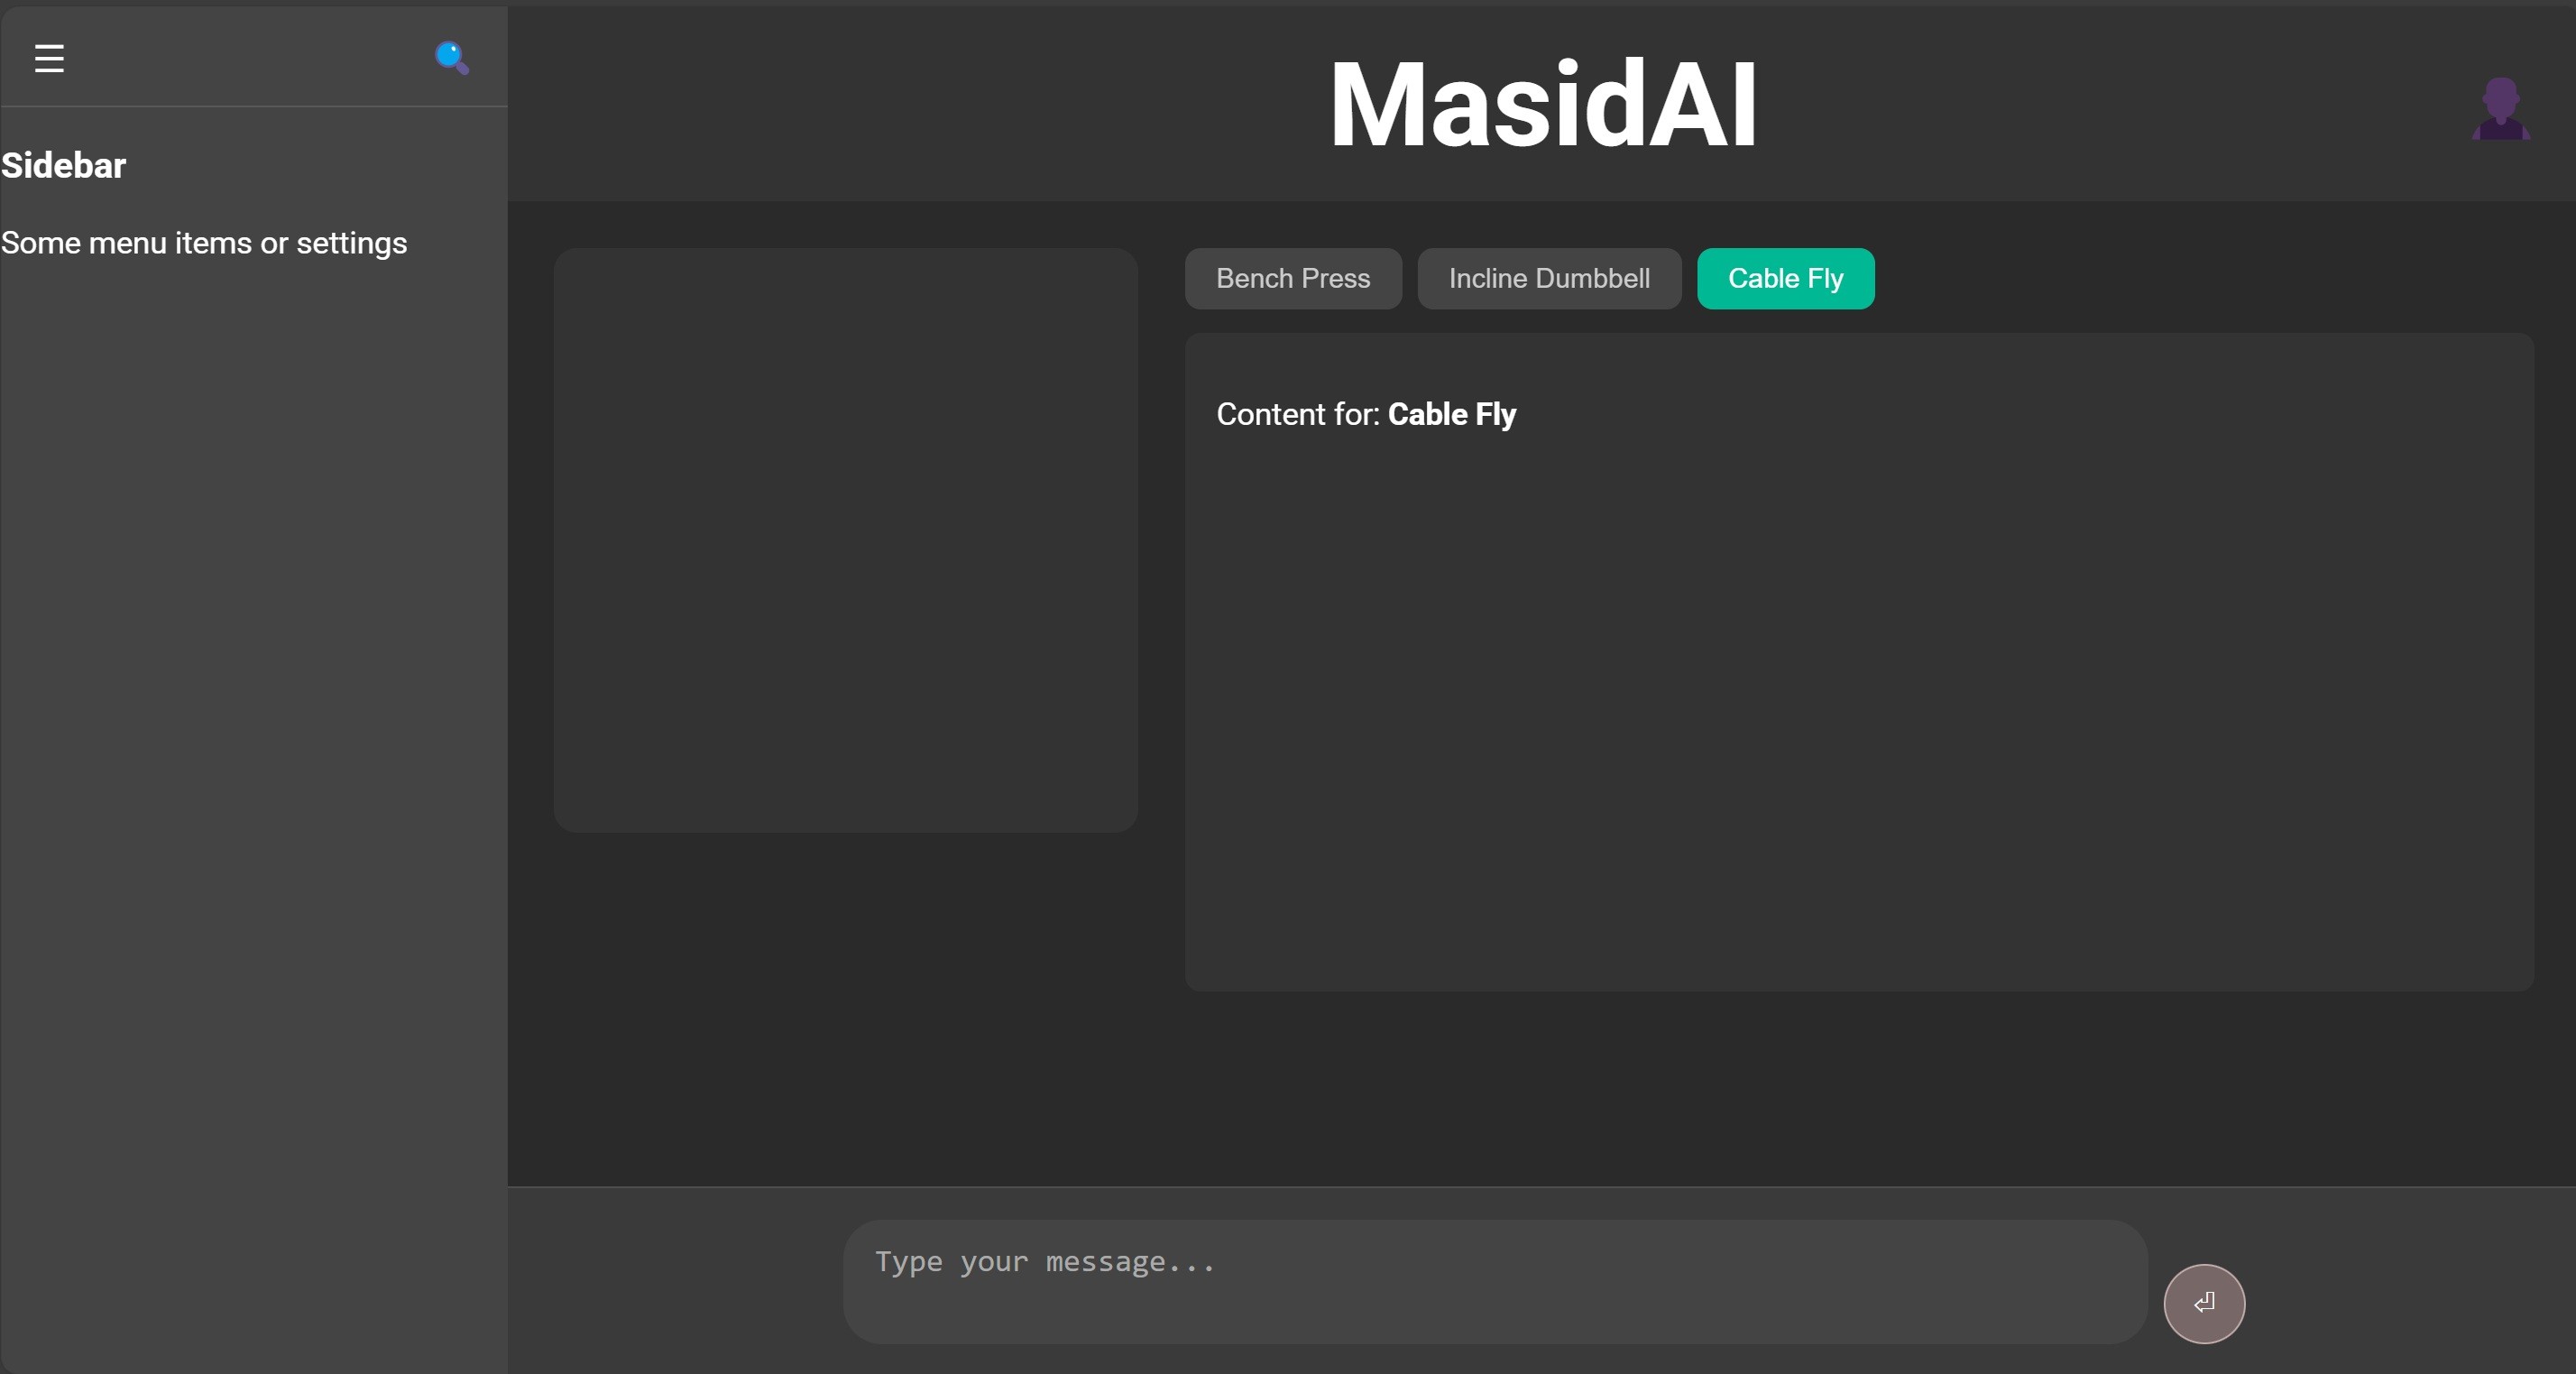 ☰
MasidAI
Sidebar
Some menu items or settings
Bench Press
Incline Dumbbell
Cable Fly
Content for: Cable Fly
Type your message...
⏎